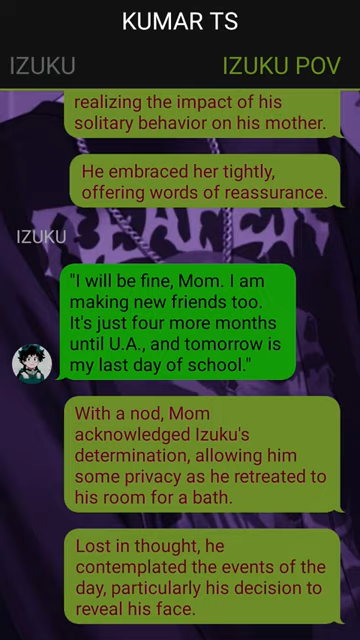 KUMAR TS
IZUKU
IZUKU POV
realizing the impact of his
solitary behavior on his mother.
He embraced her tightly,
offering words of reassurance.
IZUKU
"I will be fine, Mom. I am
making new friends too.
It's just four more months
until U.A., and tomorrow is
my last day of school."
With a nod, Mom
acknowledged Izuku's
determination, allowing him
some privacy as he retreated to
his room for a bath.
Lost in thought, he
contemplated the events of the
day, particularly his decision to
reveal his face.